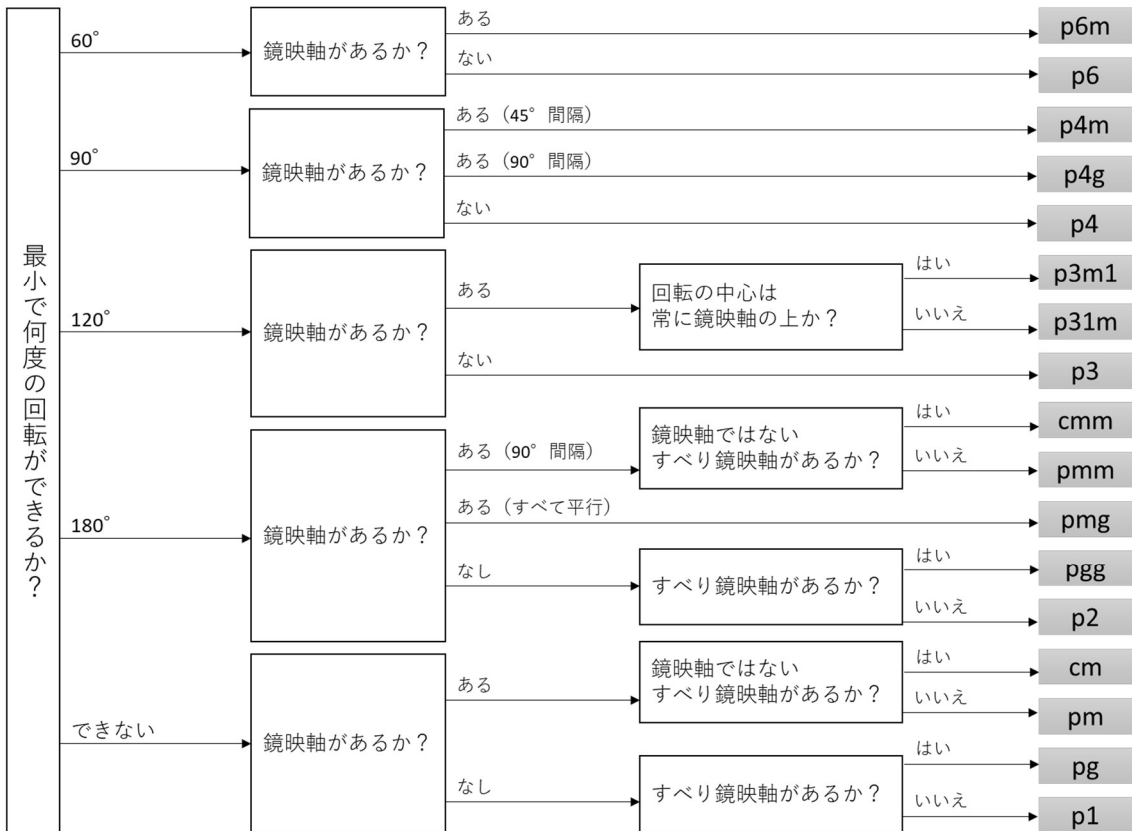 最小で何度の回転ができるか？
60°
鏡映軸があるか？
ある
p6m
ない
p6
90°
鏡映軸があるか？
ある（45°間隔）
p4m
ある（90°間隔）
p4g
ない
p4
120°
鏡映軸があるか？
ある
回転の中心は
常に鏡映軸の上か？
はい
p3m1
いいえ
p31m
ない
p3
180°
鏡映軸があるか？
ある（90°間隔）
鏡映軸ではない
すべり鏡映軸があるか？
はい
cmm
いいえ
pmm
ある（すべて平行）
pmg
なし
すべり鏡映軸があるか？
はい
pgg
いいえ
p2
できない
鏡映軸があるか？
ある
鏡映軸ではない
すべり鏡映軸があるか？
はい
cm
いいえ
pm
なし
すべり鏡映軸があるか？
はい
pg
いいえ
p1